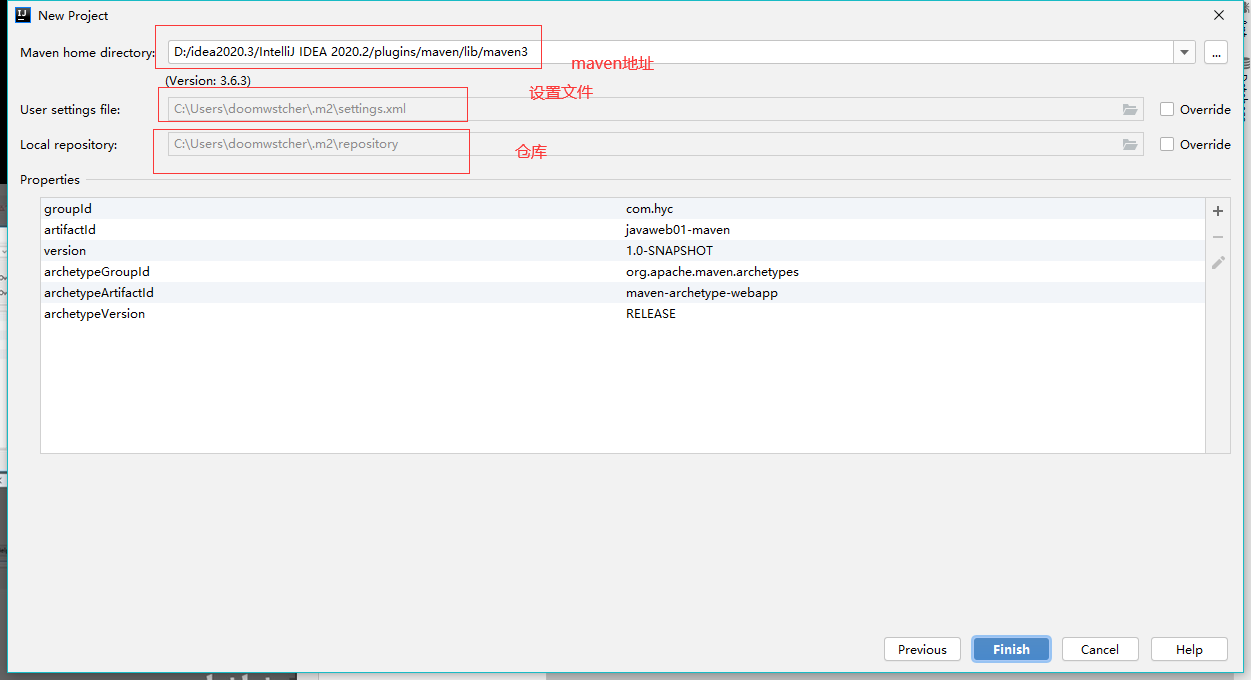 New Project
Maven home directory: D:/idea2020.3/IntelliJ IDEA 2020.2/plugins/maven/lib/maven3 ...
maven地址
(Version: 3.6.3)
设置文件
User settings file: C:\Users\doomwstcher\.m2\settings.xml Override
Local repository: C:\Users\doomwstcher\.m2\repository Override
仓库
Properties
groupId com.hyc
artifactId javaweb01-maven
version 1.0-SNAPSHOT
archetypeGroupId org.apache.maven.archetypes
archetypeArtifactId maven-archetype-webapp
archetypeVersion RELEASE
Previous Finish Cancel Help